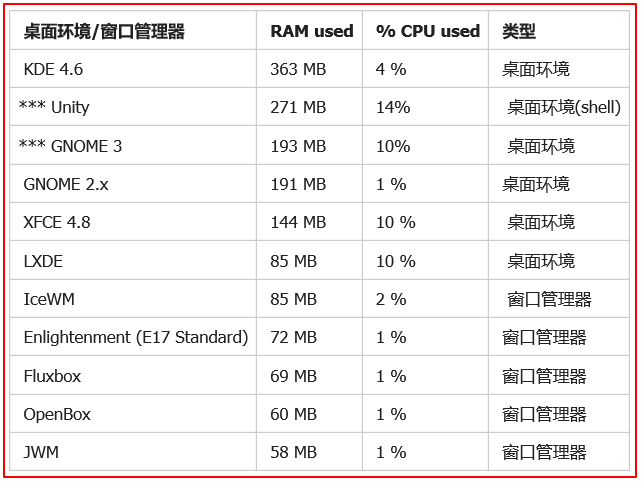 桌面环境/窗口管理器 RAM used % CPU used 类型
KDE 4.6 363 MB 4 % 桌面环境
*** Unity 271 MB 14% 桌面环境(shell)
*** GNOME 3 193 MB 10% 桌面环境
GNOME 2.x 191 MB 1 % 桌面环境
XFCE 4.8 144 MB 10 % 桌面环境
LXDE 85 MB 10 % 桌面环境
IceWM 85 MB 2 % 窗口管理器
Enlightenment (E17 Standard) 72 MB 1 % 窗口管理器
Fluxbox 69 MB 1 % 窗口管理器
OpenBox 60 MB 1 % 窗口管理器
JWM 58 MB 1 % 窗口管理器